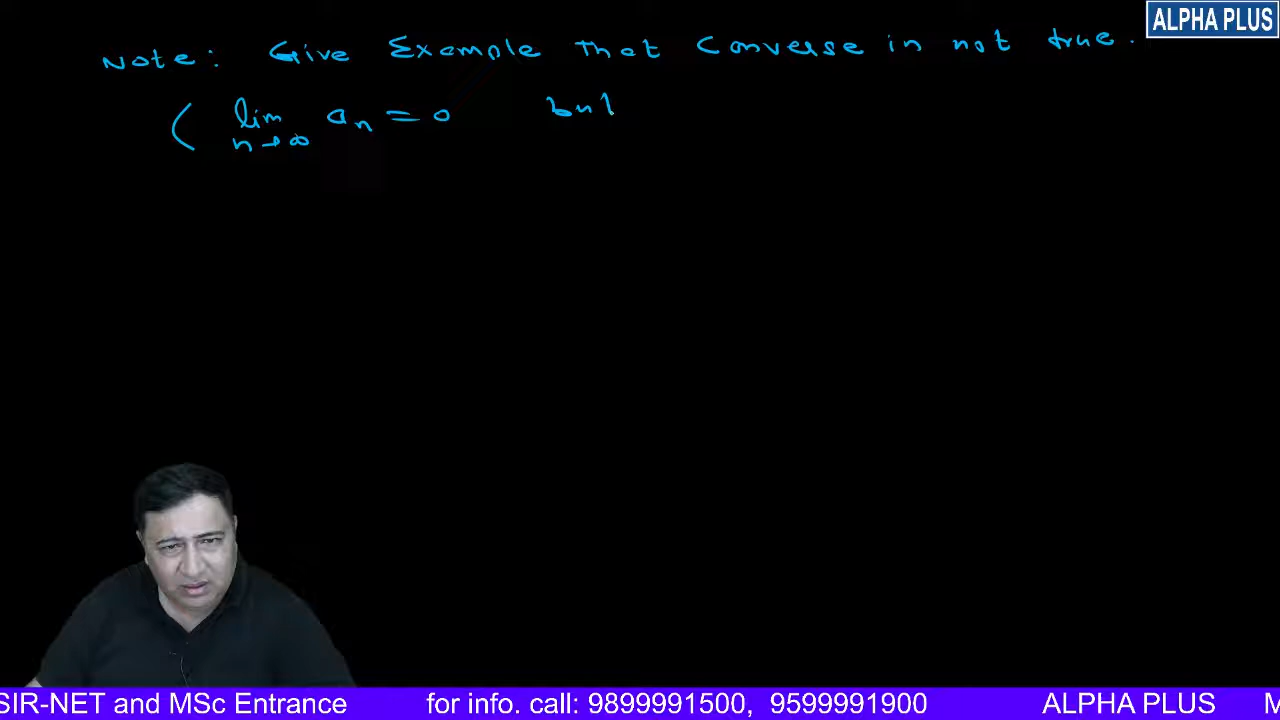 ALPHA PLUS
Note: Give Example that Converse in not true.
( lim n→∞ an = 0 but
SIR-NET and MSc Entrance for info. call: 9899991500, 9599991900 ALPHA PLUS M